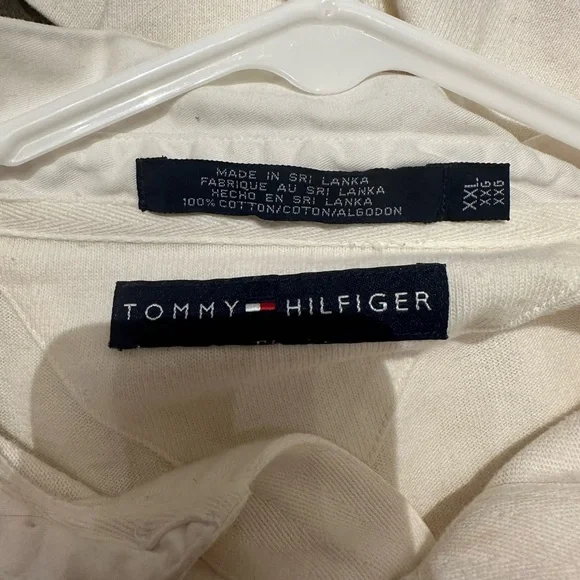 MADE IN SRI LANKA
FABRIQUE AU SRI LANKA
HECHO EN SRI LANKA
100% COTTON/COTON/ALGODON
XXL
XXG
XXG
TOMMY HILFIGER